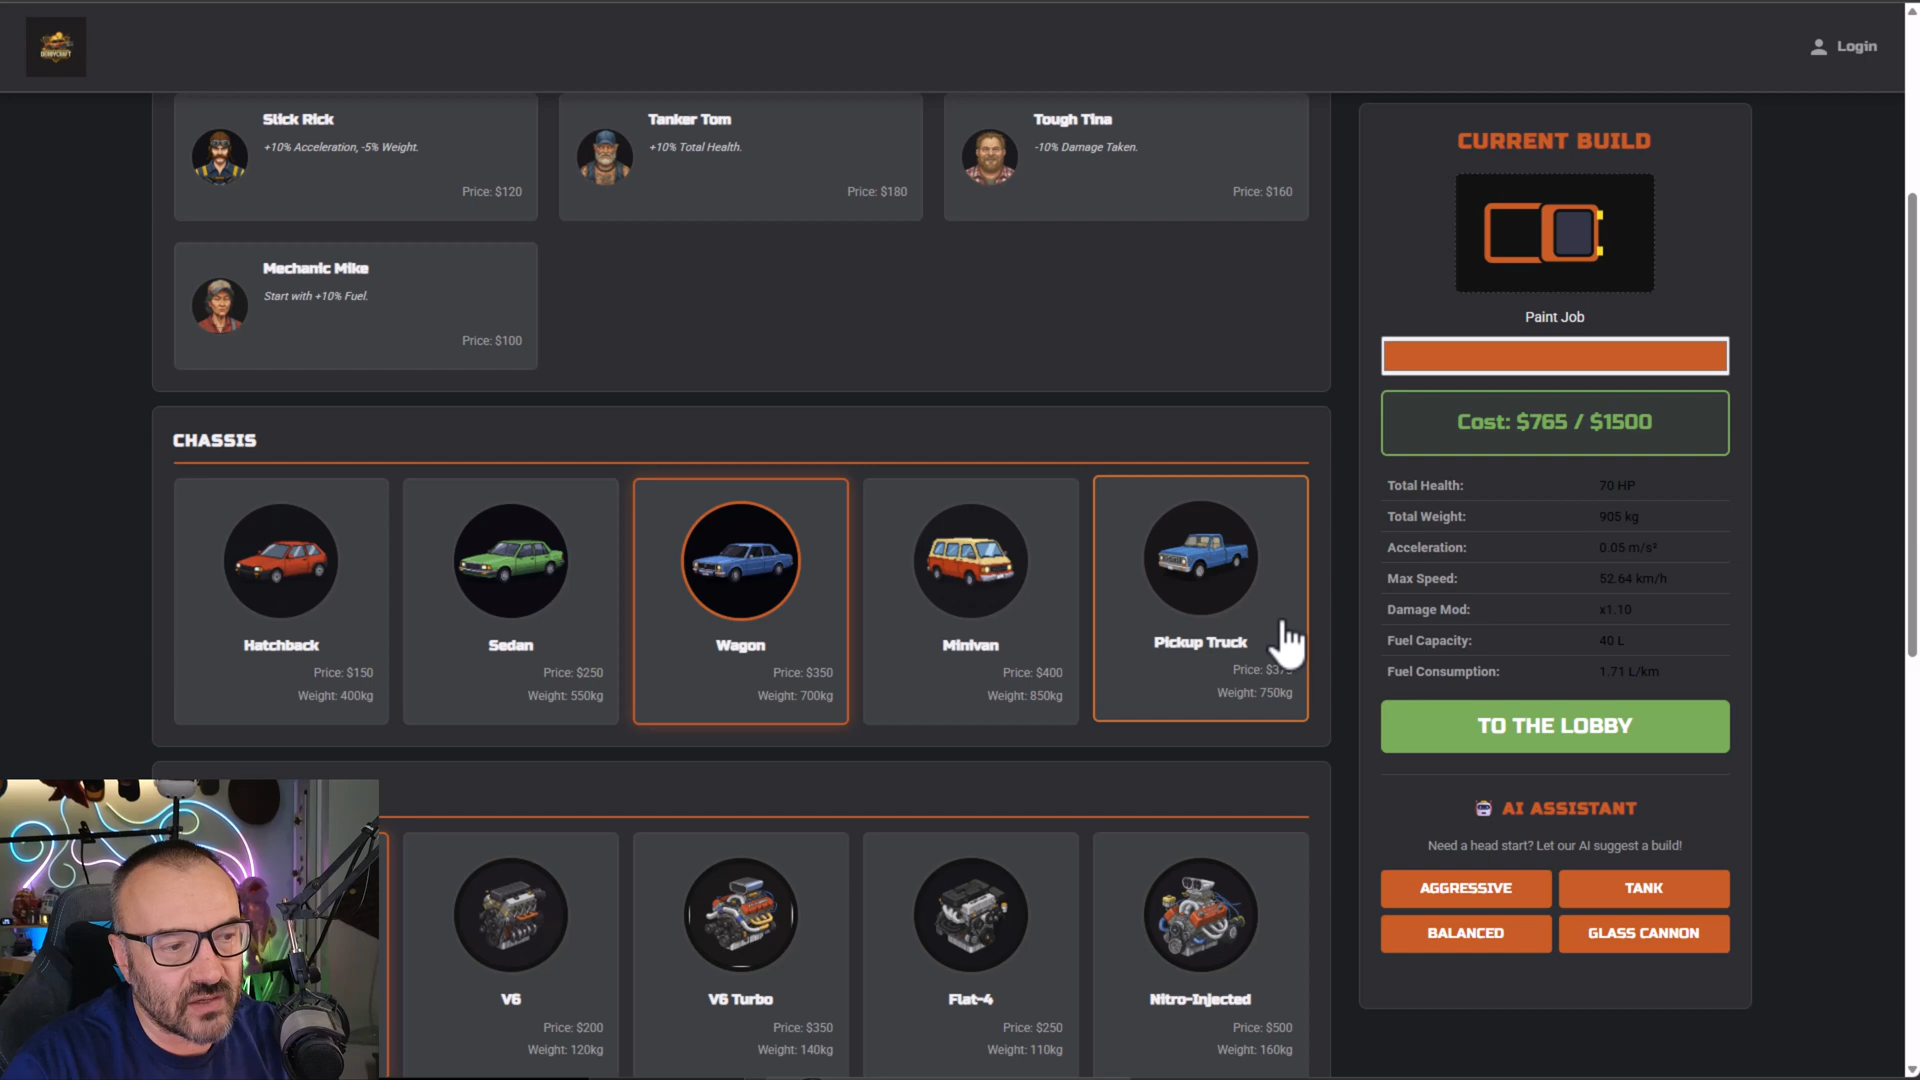 DERBYCRAFT
Login
Slick Rick
+10% Acceleration, -5% Weight.
Price: $120
Tanker Tom
+10% Total Health.
Price: $180
Tough Tina
-10% Damage Taken.
Price: $160
Mechanic Mike
Start with +10% Fuel.
Price: $100
CHASSIS
Hatchback
Price: $150
Weight: 400kg
Sedan
Price: $250
Weight: 550kg
Wagon
Price: $350
Weight: 700kg
Minivan
Price: $400
Weight: 850kg
Pickup Truck
Price:
Weight: 750kg
V6
Price: $200
Weight: 120kg
V6 Turbo
Price: $350
Weight: 140kg
Flat-4
Price: $250
Weight: 110kg
Nitro-Injected
Price: $500
Weight: 160kg
CURRENT BUILD
Paint Job
Cost: $765 / $1500
Total Health: 70 HP
Total Weight: 905 kg
Acceleration: 0.05 m/s²
Max Speed: 52.64 km/h
Damage Mod: x1.10
Fuel Capacity: 40 L
Fuel Consumption: 1.71 L/km
TO THE LOBBY
AI ASSISTANT
Need a head start? Let our AI suggest a build!
AGGRESSIVE
TANK
BALANCED
GLASS CANNON